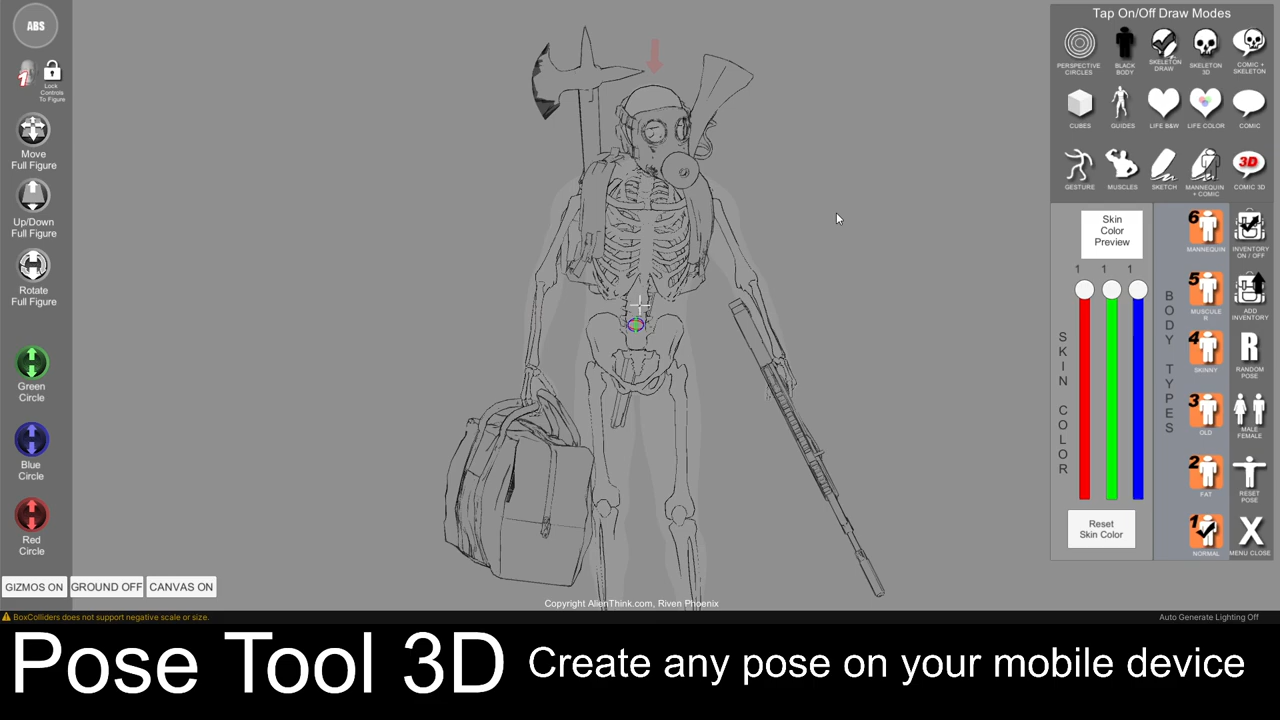 ABS
1
Lock
Controls
To Figure
Move
Full Figure
Up/Down
Full Figure
Rotate
Full Figure
Green
Circle
Blue
Circle
Red
Circle
GIZMOS ON
GROUND OFF
CANVAS ON
Tap On/Off Draw Modes
PERSPECTIVE
CIRCLES
BLACK
BODY
SKELETON
DRAW
SKELETON
3D
COMIC +
SKELETON
CUBES
GUIDES
LIFE B&W
LIFE COLOR
COMIC
GESTURE
MUSCLES
SKETCH
MANNEQUIN
+ COMIC
3D
COMIC 3D
Skin
Color
Preview
1 1 1
SKIN COLOR
Reset
Skin Color
BODY TYPES
6
MANNEQUIN
5
MUSCULE
R
4
SKINNY
3
OLD
2
FAT
1
NORMAL
INVENTORY
ON / OFF
ADD
INVENTORY
R
RANDOM
POSE
MALE
FEMALE
RESET
POSE
X
MENU CLOSE
Copyright AlienThink.com, Riven Phoenix
BoxColliders does not support negative scale or size.
Auto Generate Lighting Off
Pose Tool 3D
Create any pose on your mobile device